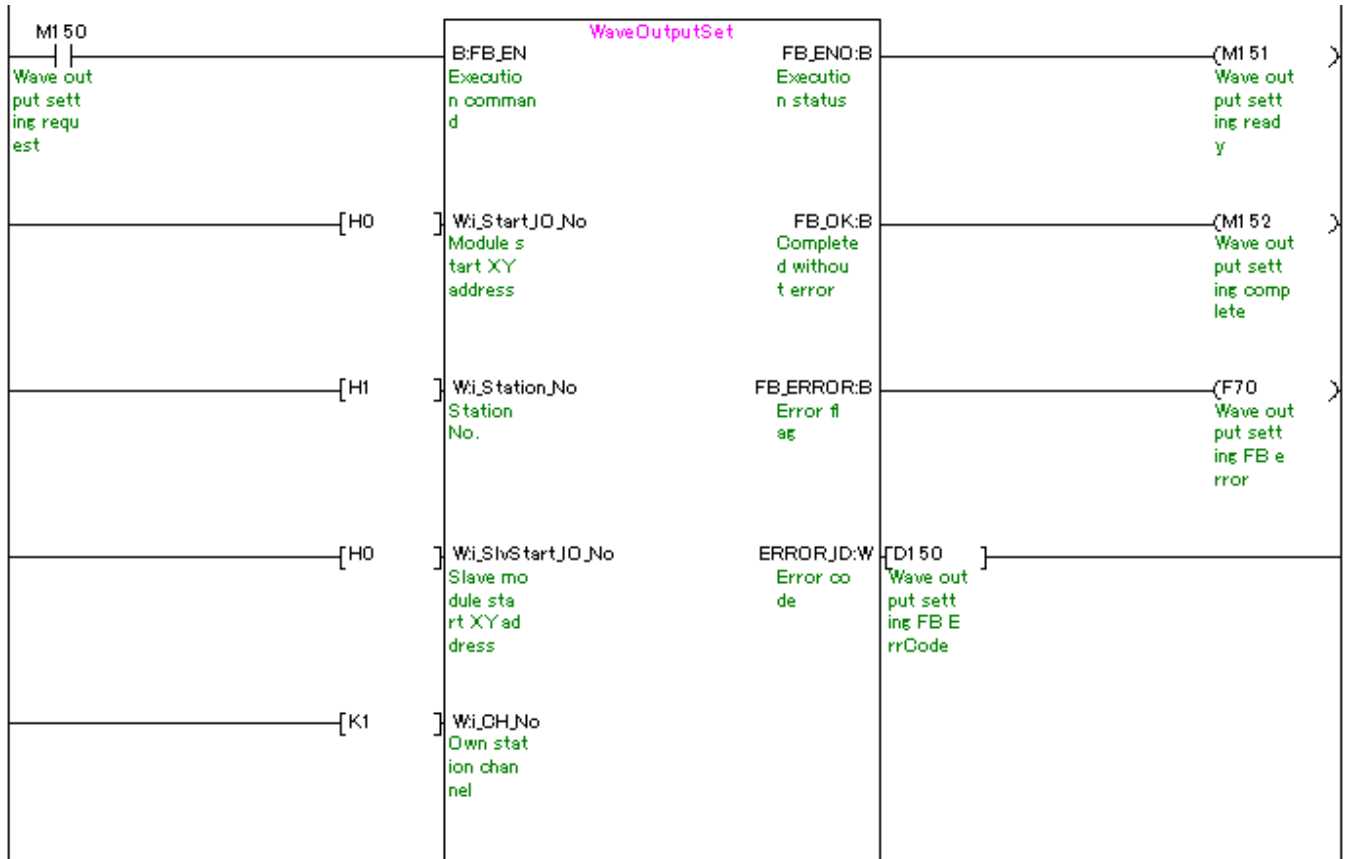 WaveOutputSet
M150
B:FB_EN
FB_ENO:B
(M151 )
Wave out
put sett
ing requ
est
Executio
n comman
d
Executio
n status
Wave out
put sett
ing read
y
[H0 ]
W:i_Start_IO_No
FB_OK:B
(M152 )
Module s
tart XY
address
Complete
d withou
t error
Wave out
put sett
ing comp
lete
[H1 ]
W:i_Station_No
FB_ERROR:B
(F70 )
Station
No.
Error fl
ag
Wave out
put sett
ing FB e
rror
[H0 ]
W:i_SlvStart_IO_No
ERROR_ID:W
[D150 ]
Slave mo
dule sta
rt XY ad
dress
Error co
de
Wave out
put sett
ing FB E
rrCode
[K1 ]
W:i_CH_No
Own stat
ion chan
nel